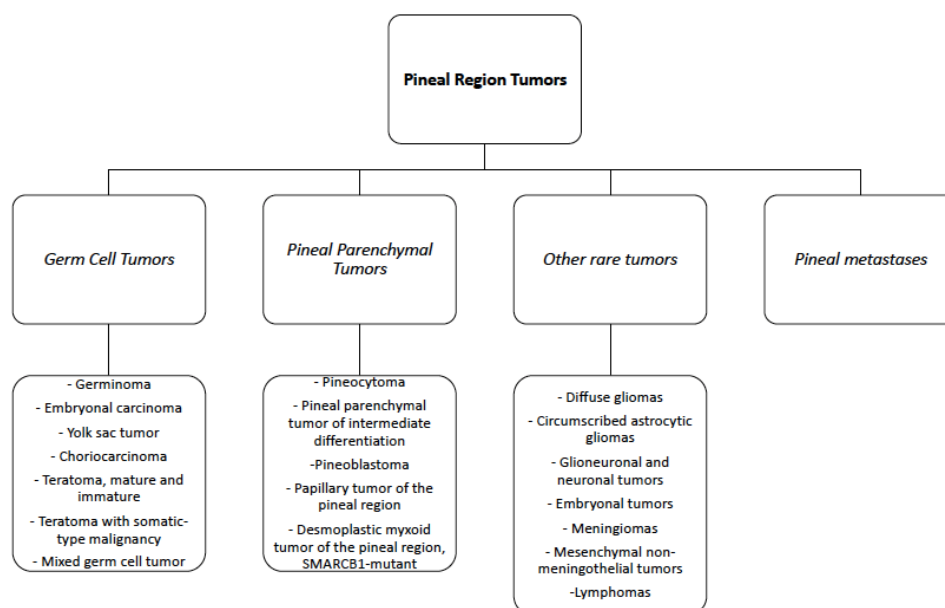 Pineal Region Tumors
Germ Cell Tumors
Pineal Parenchymal
Tumors
Other rare tumors
Pineal metastases
- Germinoma
- Embryonal carcinoma
- Yolk sac tumor
- Choriocarcinoma
- Teratoma, mature and
immature
- Teratoma with somatic-
type malignancy
- Mixed germ cell tumor
- Pineocytoma
- Pineal parenchymal
tumor of intermediate
differentiation
-Pineoblastoma
- Papillary tumor of the
pineal region
- Desmoplastic myxoid
tumor of the pineal region,
SMARCB1-mutant
- Diffuse gliomas
- Circumscribed astrocytic
gliomas
- Glioneuronal and
neuronal tumors
- Embryonal tumors
- Meningiomas
- Mesenchymal non-
meningothelial tumors
-Lymphomas